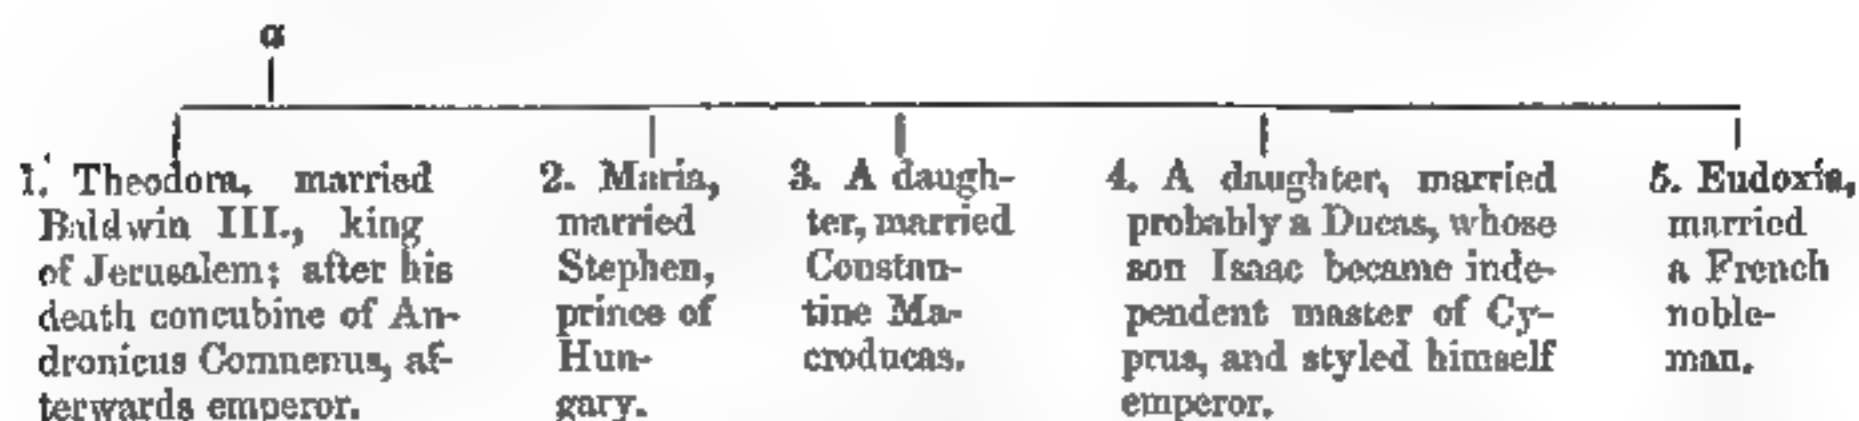 a
1. Theodora, married
Baldwin III., king
of Jerusalem; after his
death concubine of An-
dronicus Comnenus, af-
terwards emperor.
2. Maria,
married
Stephen,
prince of
Hun-
gary.
3. A daugh-
ter, married
Constan-
tine Ma-
croducas.
4. A daughter, married
probably a Ducas, whose
son Isaac became inde-
pendent master of Cy-
prus, and styled himself
emperor.
5. Eudoxia,
married
a French
noble-
man.